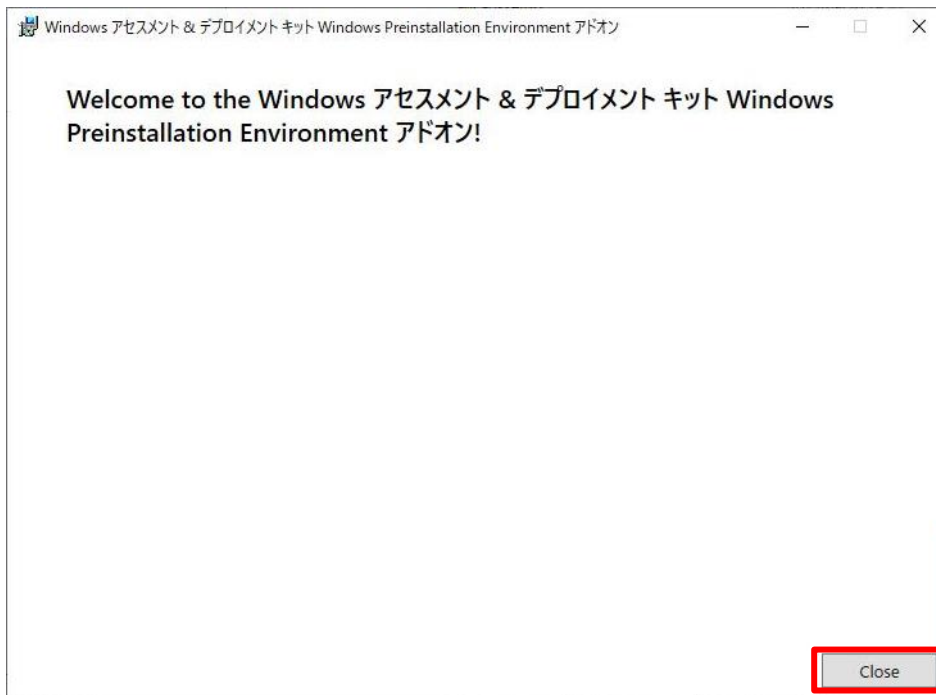 Windows アセスメント & デプロイメント キット Windows Preinstallation Environment アドオン
Welcome to the Windows アセスメント & デプロイメント キット Windows
Preinstallation Environment アドオン!
Close